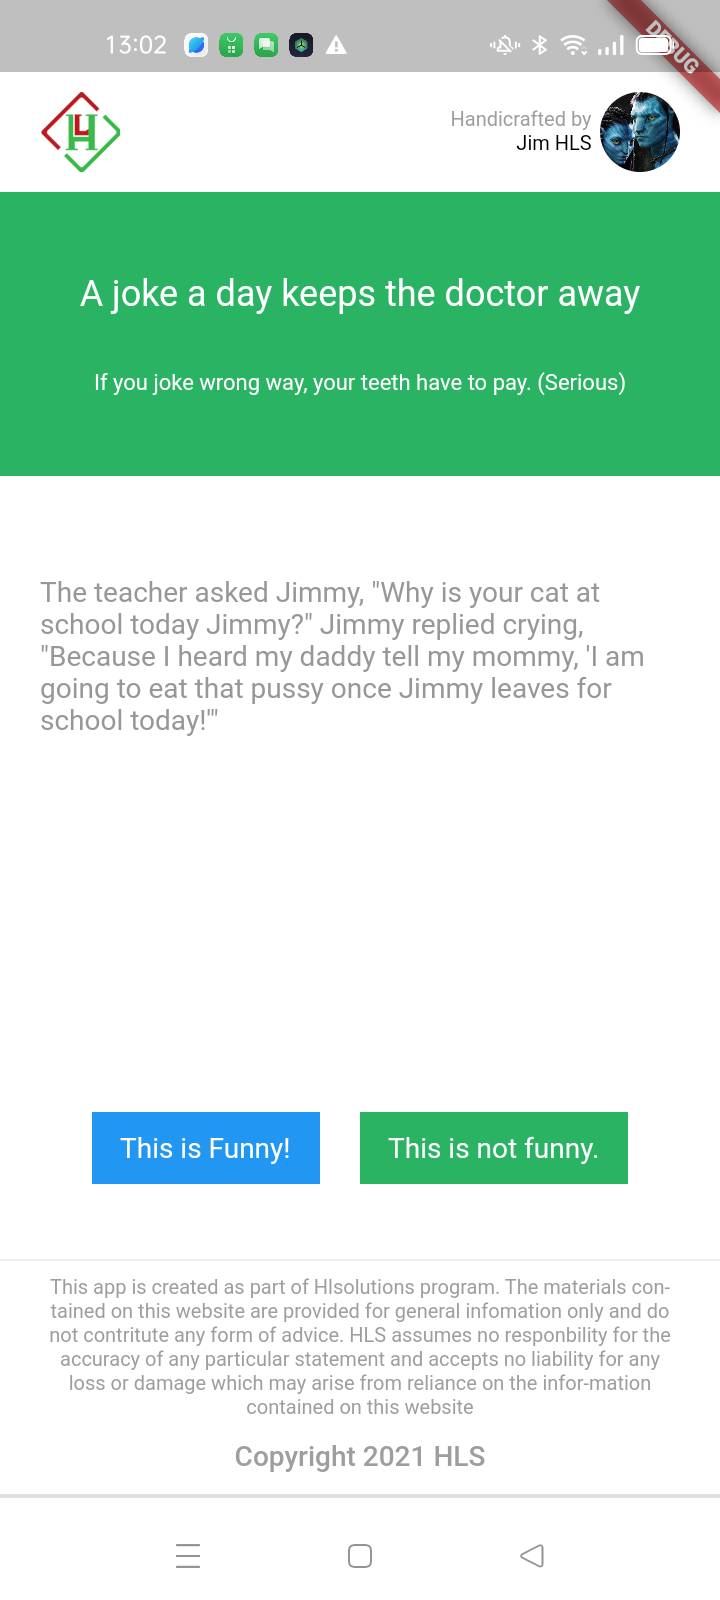 13:02
DEBUG
Handicrafted by
Jim HLS
A joke a day keeps the doctor away
If you joke wrong way, your teeth have to pay. (Serious)
The teacher asked Jimmy, "Why is your cat at
school today Jimmy?" Jimmy replied crying,
"Because I heard my daddy tell my mommy, 'I am
going to eat that pussy once Jimmy leaves for
school today!'"
This is Funny!
This is not funny.
This app is created as part of Hlsolutions program. The materials con-
tained on this website are provided for general infomation only and do
not contritute any form of advice. HLS assumes no responbility for the
accuracy of any particular statement and accepts no liability for any
loss or damage which may arise from reliance on the infor-mation
contained on this website
Copyright 2021 HLS